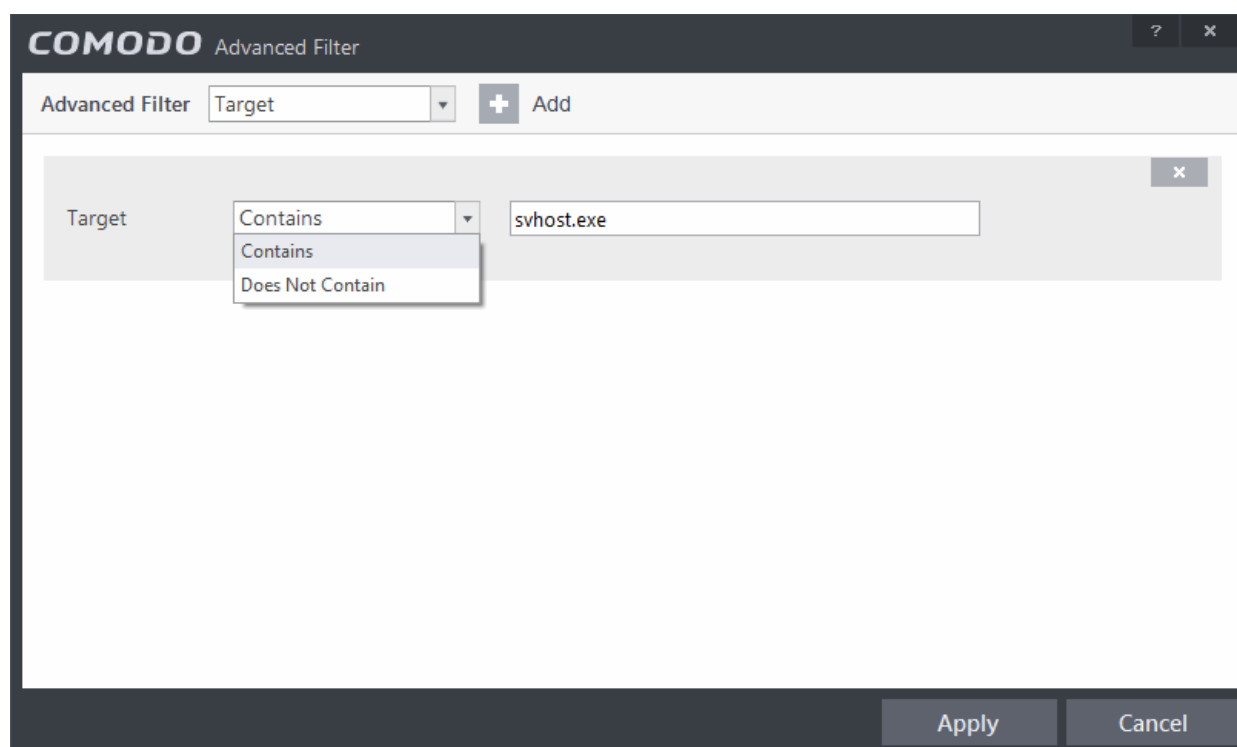 COMODO Advanced Filter ? ×
Advanced Filter Target + Add
×
Target Contains svhost.exe
Contains
Does Not Contain
Apply Cancel